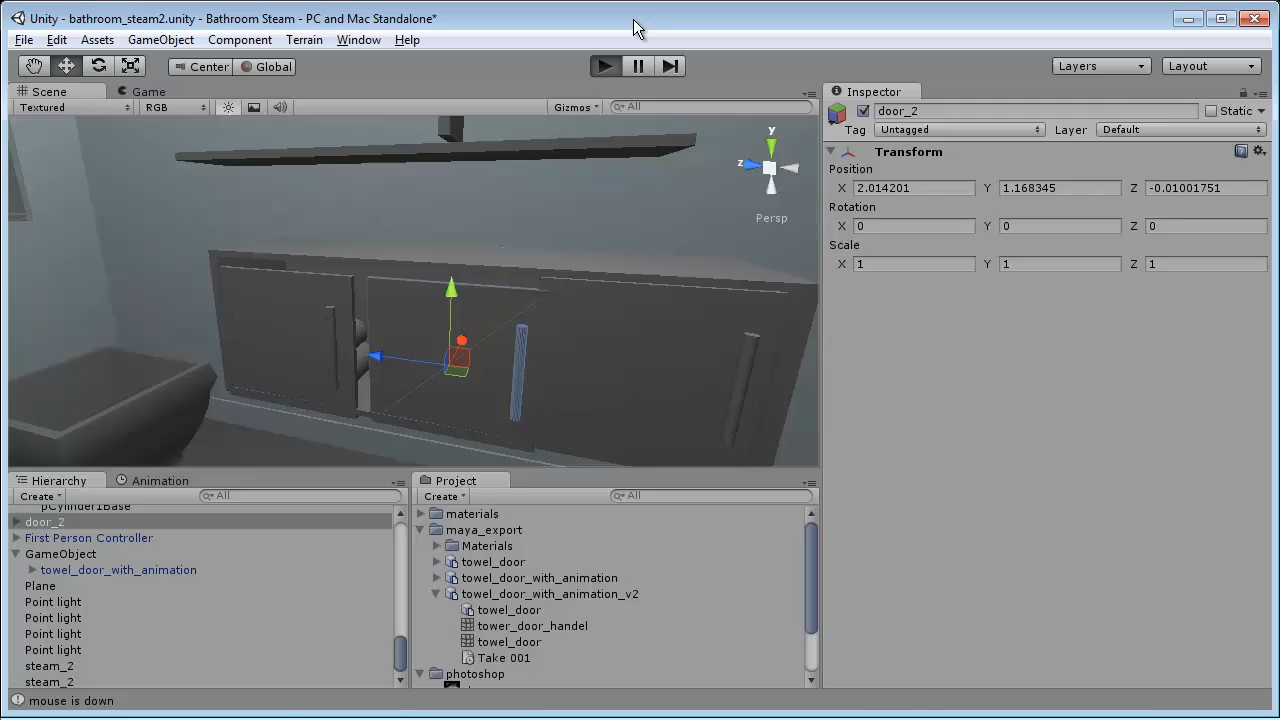 Unity - bathroom_steam2.unity - Bathroom Steam - PC and Mac Standalone*
File Edit Assets GameObject Component Terrain Window Help
Center Global Layers Layout
Scene Game Inspector
Textured RGB Gizmos All
door_2 Static
Tag Untagged Layer Default
Transform
Position
X 2.014201 Y 1.168345 Z -0.01001751
Rotation
X 0 Y 0 Z 0
Scale
X 1 Y 1 Z 1
y
z
Persp
Hierarchy Animation
Create All
pCylinder1Base
door_2
First Person Controller
GameObject
towel_door_with_animation
Plane
Point light
Point light
Point light
Point light
steam_2
steam_2
Project
Create All
materials
maya_export
Materials
towel_door
towel_door_with_animation
towel_door_with_animation_v2
towel_door
tower_door_handel
towel_door
Take 001
photoshop
mouse is down